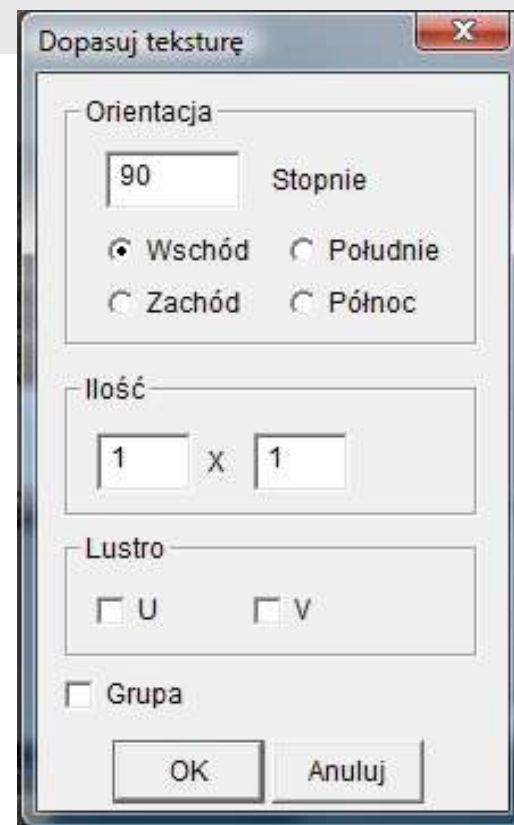 Dopasuj teksturę
Orientacja
90 Stopnie
Wschód Południe
Zachód Północ
Ilość
1 X 1
Lustro
U V
Grupa
OK Anuluj